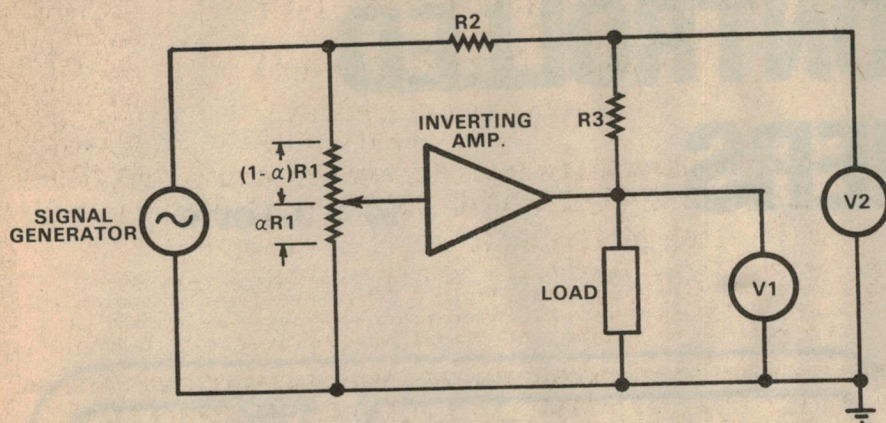 R2
R3
INVERTING
AMP.
(1-α)R1
αR1
SIGNAL
GENERATOR
V2
V1
LOAD